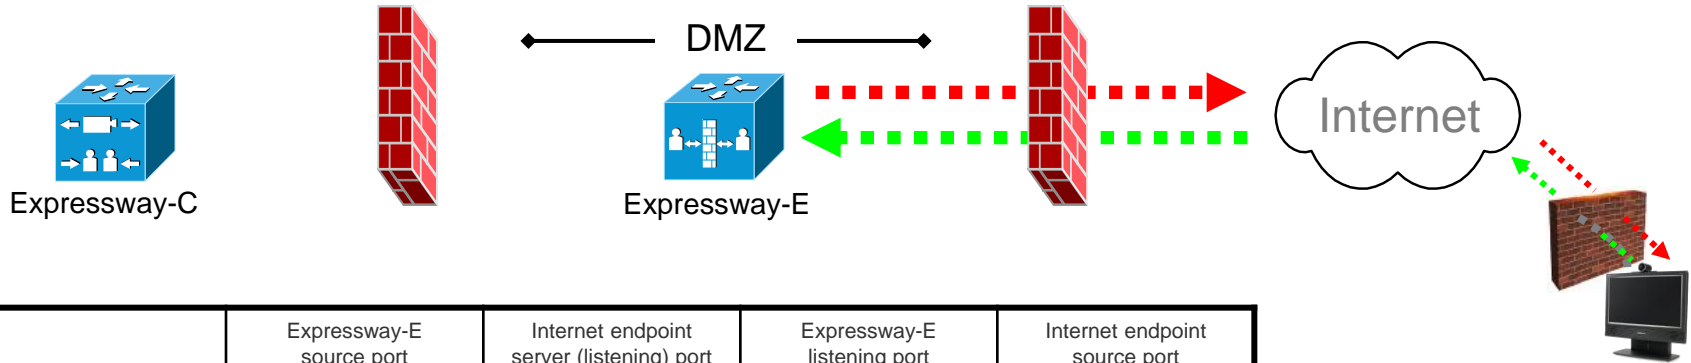 DMZ
Internet
Expressway-C
Expressway-E
Expressway-E
source port
Internet endpoint
server (listening) port
Expressway-E
listening port
Internet endpoint
source port